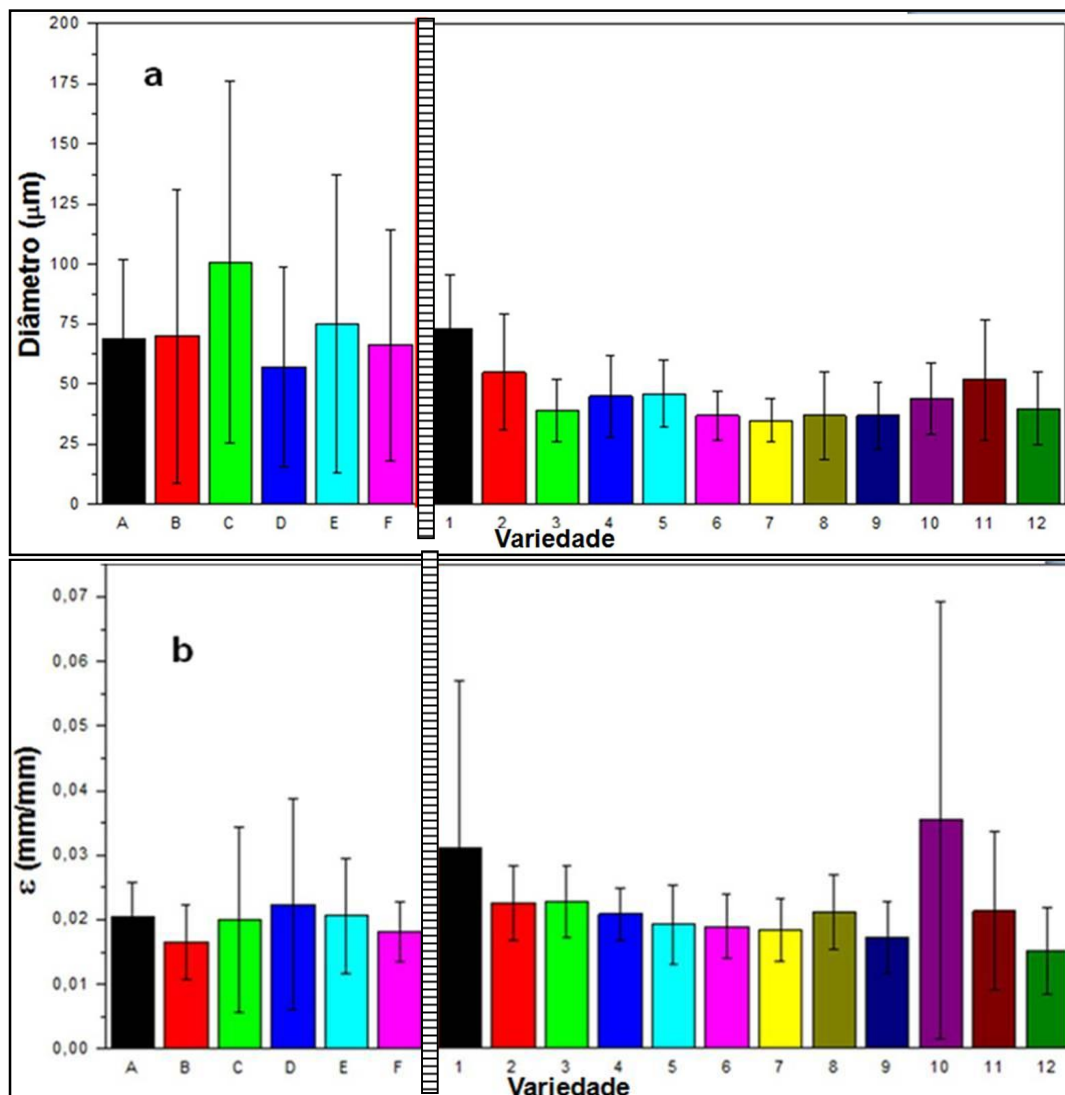 a
Diâmetro (µm)
200
175
150
125
100
75
50
25
0
A B C D E F 1 2 3 4 5 6 7 8 9 10 11 12
Variedade
b
ε (mm/mm)
0,07
0,06
0,05
0,04
0,03
0,02
0,01
0,00
A B C D E F 1 2 3 4 5 6 7 8 9 10 11 12
Variedade